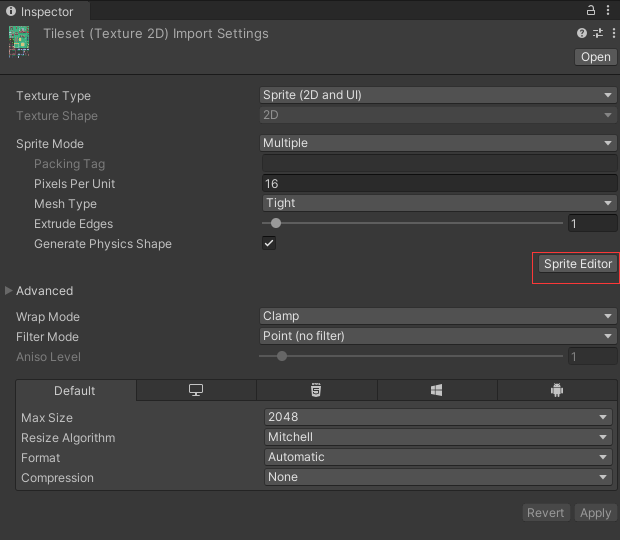 Inspector
Tileset (Texture 2D) Import Settings
Open
Texture Type Sprite (2D and UI)
Texture Shape 2D
Sprite Mode Multiple
Packing Tag
Pixels Per Unit 16
Mesh Type Tight
Extrude Edges 1
Generate Physics Shape
Sprite Editor
Advanced
Wrap Mode Clamp
Filter Mode Point (no filter)
Aniso Level 1
Default
Max Size 2048
Resize Algorithm Mitchell
Format Automatic
Compression None
Revert Apply